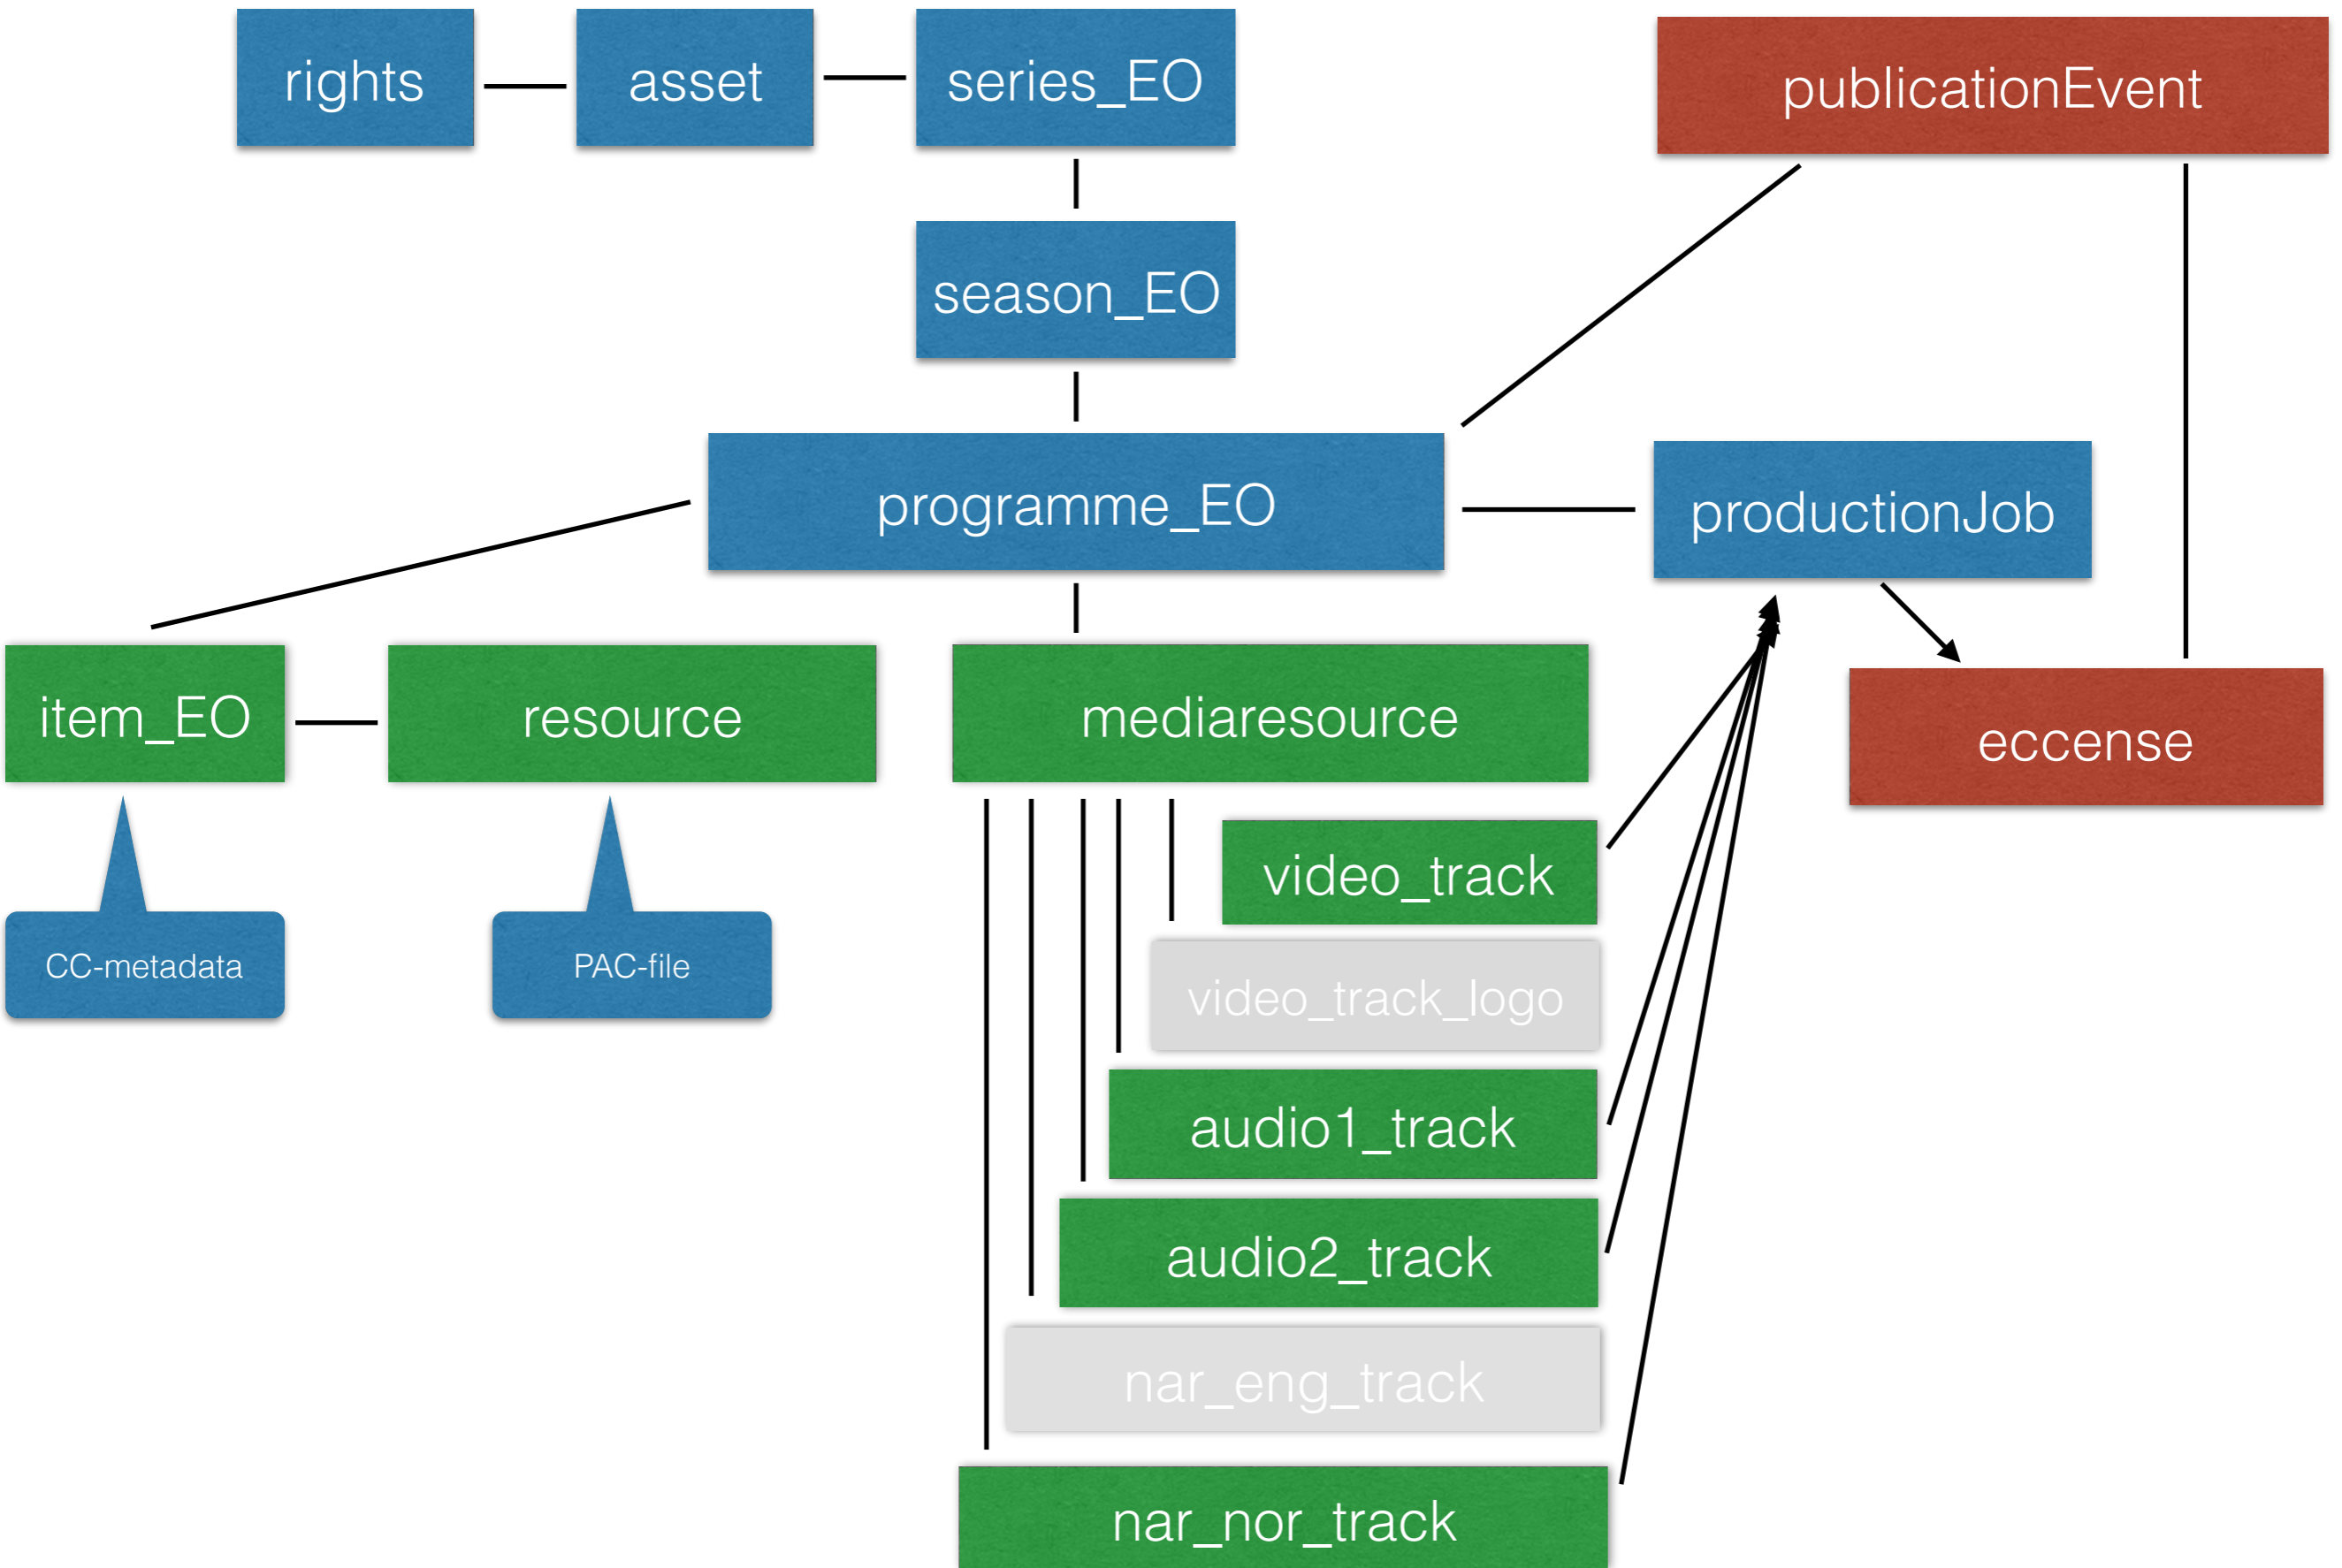 rights
asset
series_EO
publicationEvent
season_EO
programme_EO
productionJob
item_EO
resource
mediaresource
eccense
video_track
CC-metadata
PAC-file
video_track_logo
audio1_track
audio2_track
nar_eng_track
nar_nor_track